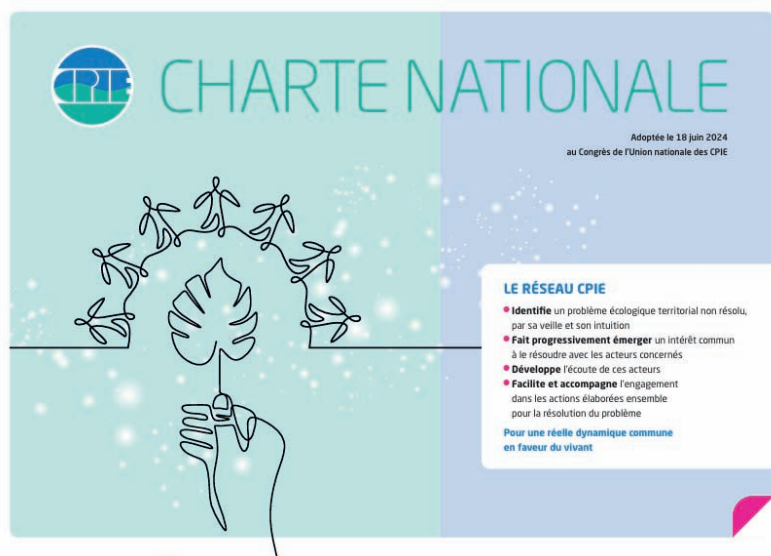 CPIE
CHARTE NATIONALE
Adoptée le 18 juin 2024
au Congrès de l'Union nationale des CPIE
LE RÉSEAU CPIE
• Identifie un problème écologique territorial non résolu,
par sa veille et son intuition
• Fait progressivement émerger un intérêt commun
à le résoudre avec les acteurs concernés
• Développe l'écoute de ces acteurs
• Facilite et accompagne l'engagement
dans les actions élaborées ensemble
pour la résolution du problème
Pour une réelle dynamique commune
en faveur du vivant